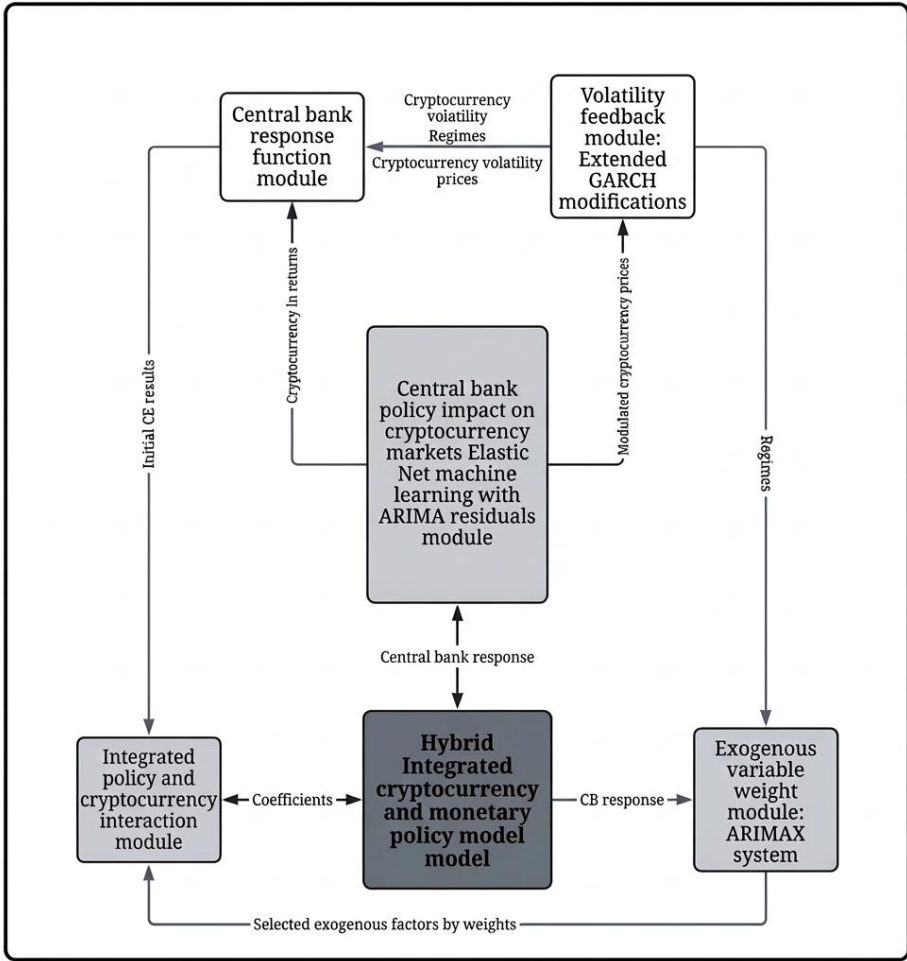 Central bank
response
function
module
Cryptocurrency
volatility
Regimes
Cryptocurrency volatility
prices
Volatility
feedback
module:
Extended
GARCH
modifications
Cryptocurrency ln returns
Modulated cryptocurrency prices
Initial CE results
Regimes
Central bank
policy impact on
cryptocurrency
markets Elastic
Net machine
learning with
ARIMA residuals
module
Central bank response
Integrated
policy and
cryptocurrency
interaction
module
Coefficients
Hybrid
Integrated
cryptocurrency
and monetary
policy model
model
CB response
Exogenous
variable
weight
module:
ARIMAX
system
Selected exogenous factors by weights